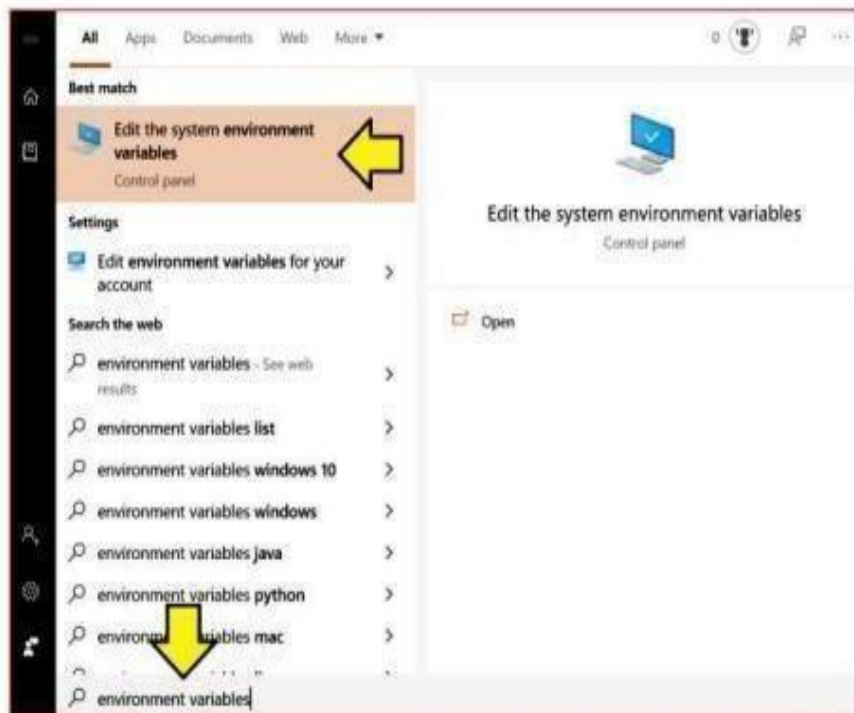 All Apps Documents Web More
0
Best match
Edit the system environment
variables
Control panel
Settings
Edit environment variables for your
account
Search the web
environment variables - See web
results
environment variables list
environment variables windows 10
environment variables windows
environment variables java
environment variables python
environment variables mac
environment variables
Edit the system environment variables
Control panel
Open